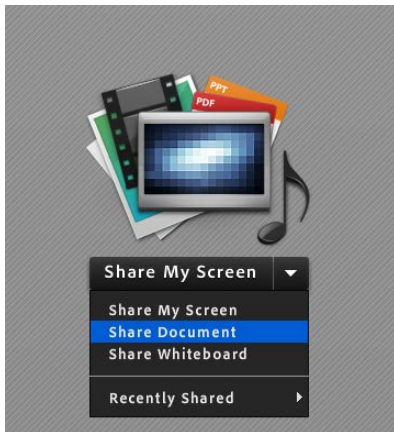 PPT
PDF
Share My Screen
Share My Screen
Share Document
Share Whiteboard
Recently Shared